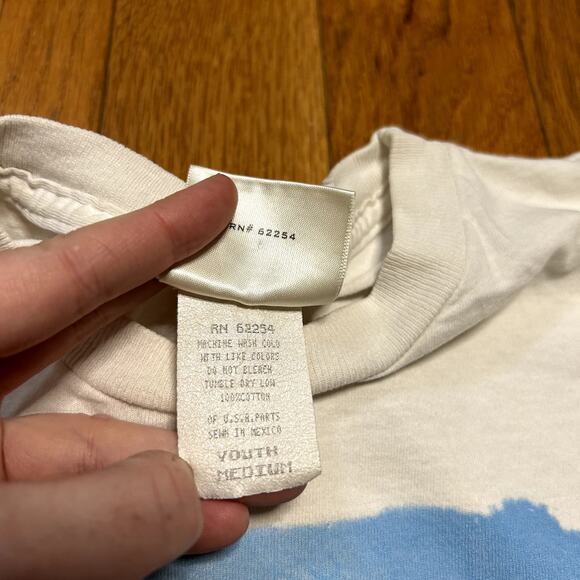 RN# 62254
RN 62254
MACHINE WASH COLD
WITH LIKE COLORS
DO NOT BLEACH
TUMBLE DRY LOW
100%COTTON
OF U.S.A.PARTS
SEWN IN MEXICO
YOUTH
MEDIUM